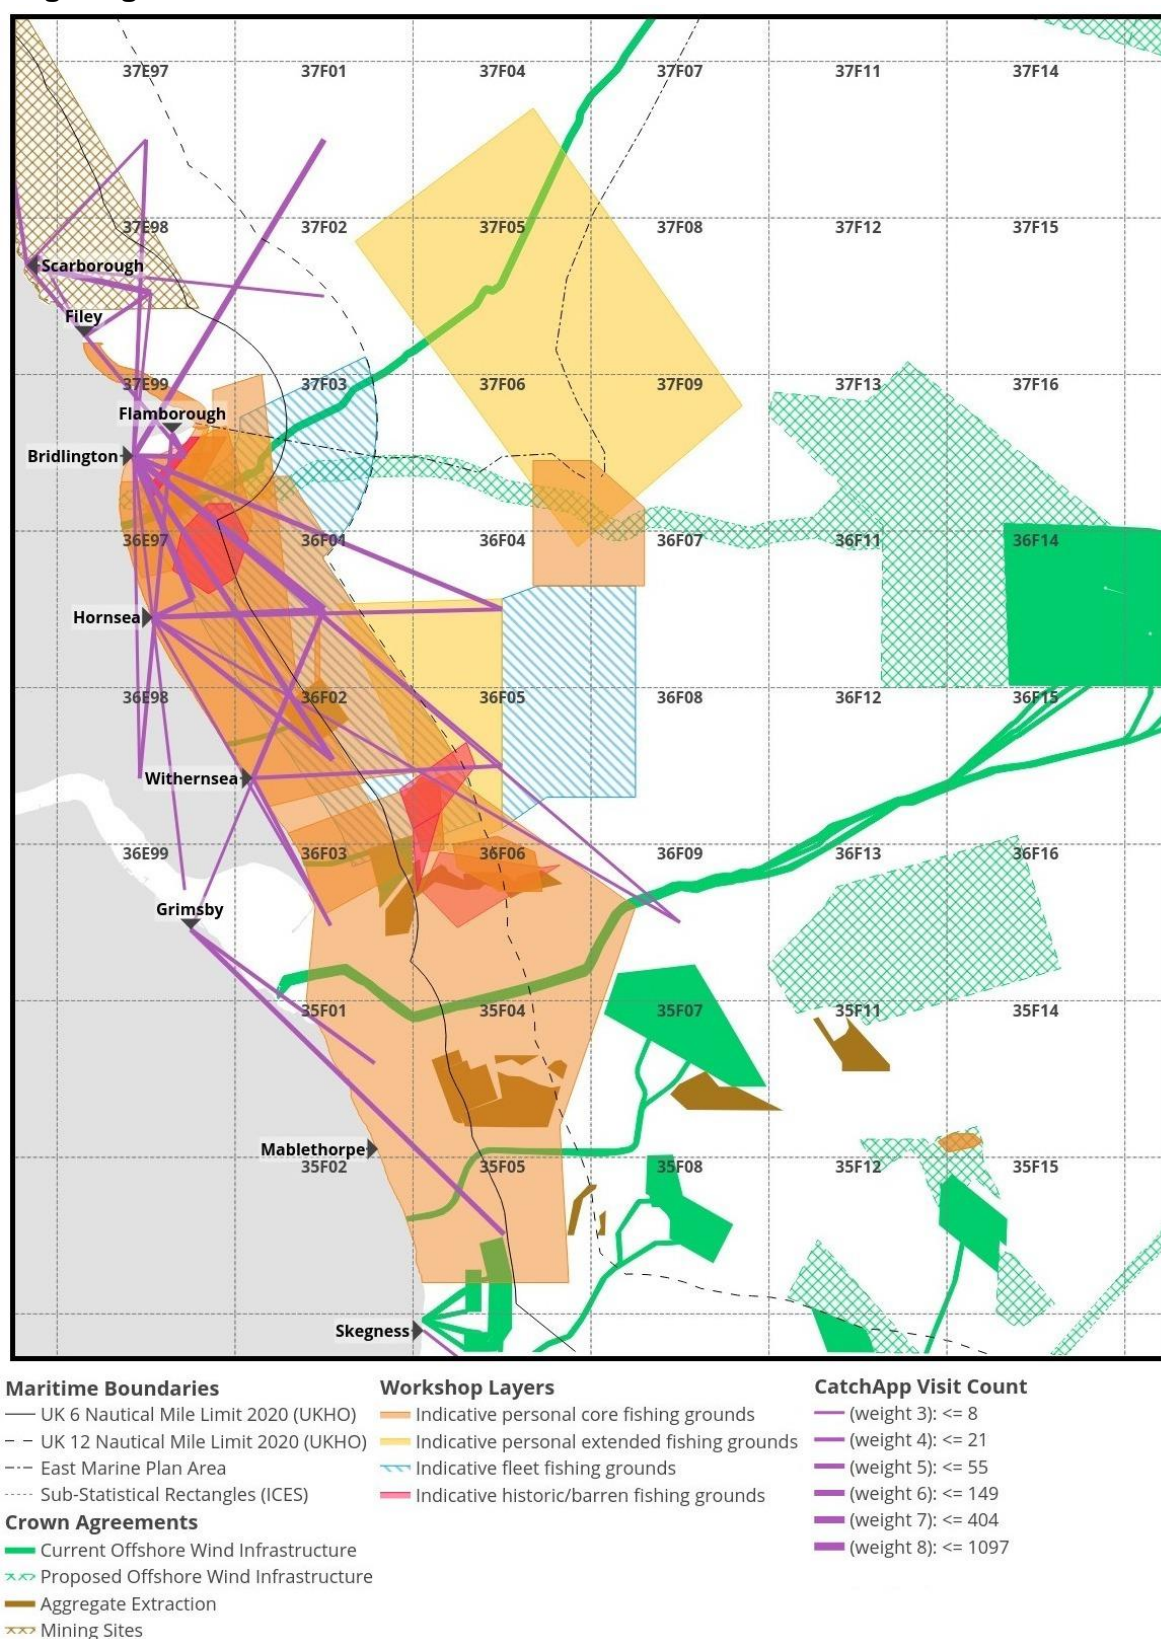 37E97 37F01 37F04 37F07 37F11 37F14
37E98 37F02 37F05 37F08 37F12 37F15
Scarborough
Filey
37E99 37F03 37F06 37F09 37F13 37F16
Flamborough
Bridlington
36E97 36F01 36F04 36F07 36F11 36F14
Hornsea
36E98 36F02 36F05 36F08 36F12 36F15
Withernsea
36E99 36F03 36F06 36F09 36F13 36F16
Grimsby
35F01 35F04 35F07 35F11 35F14
Mablethorpe
35F02 35F05 35F08 35F12 35F15
Skegness
Maritime Boundaries
UK 6 Nautical Mile Limit 2020 (UKHO)
UK 12 Nautical Mile Limit 2020 (UKHO)
East Marine Plan Area
Sub-Statistical Rectangles (ICES)
Crown Agreements
Current Offshore Wind Infrastructure
Proposed Offshore Wind Infrastructure
Aggregate Extraction
Mining Sites
Workshop Layers
Indicative personal core fishing grounds
Indicative personal extended fishing grounds
Indicative fleet fishing grounds
Indicative historic/barren fishing grounds
CatchApp Visit Count
(weight 3): <= 8
(weight 4): <= 21
(weight 5): <= 55
(weight 6): <= 149
(weight 7): <= 404
(weight 8): <= 1097